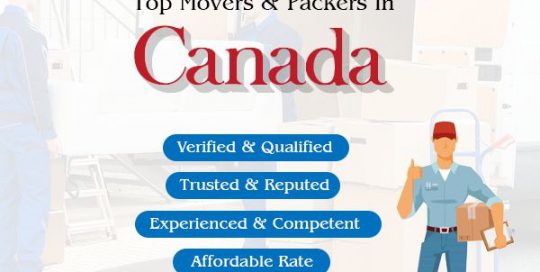 Top Movers & Packers in
Canada
Verified & Qualified
Trusted & Reputed
Experienced & Competent
Affordable Rate